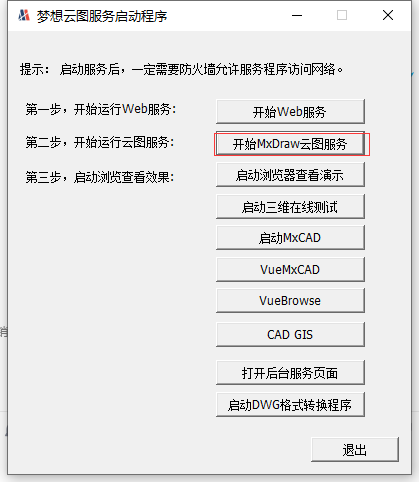 梦想云图服务启动程序
提示： 启动服务后，一定需要防火墙允许服务程序访问网络。
第一步，开始运行Web服务: 开始Web服务
第二步，开始运行云图服务: 开始MxDraw云图服务
第三步，启动浏览查看效果: 启动浏览器查看演示
启动三维在线测试
启动MxCAD
VueMxCAD
VueBrowse
CAD GIS
打开后台服务页面
启动DWG格式转换程序
退出